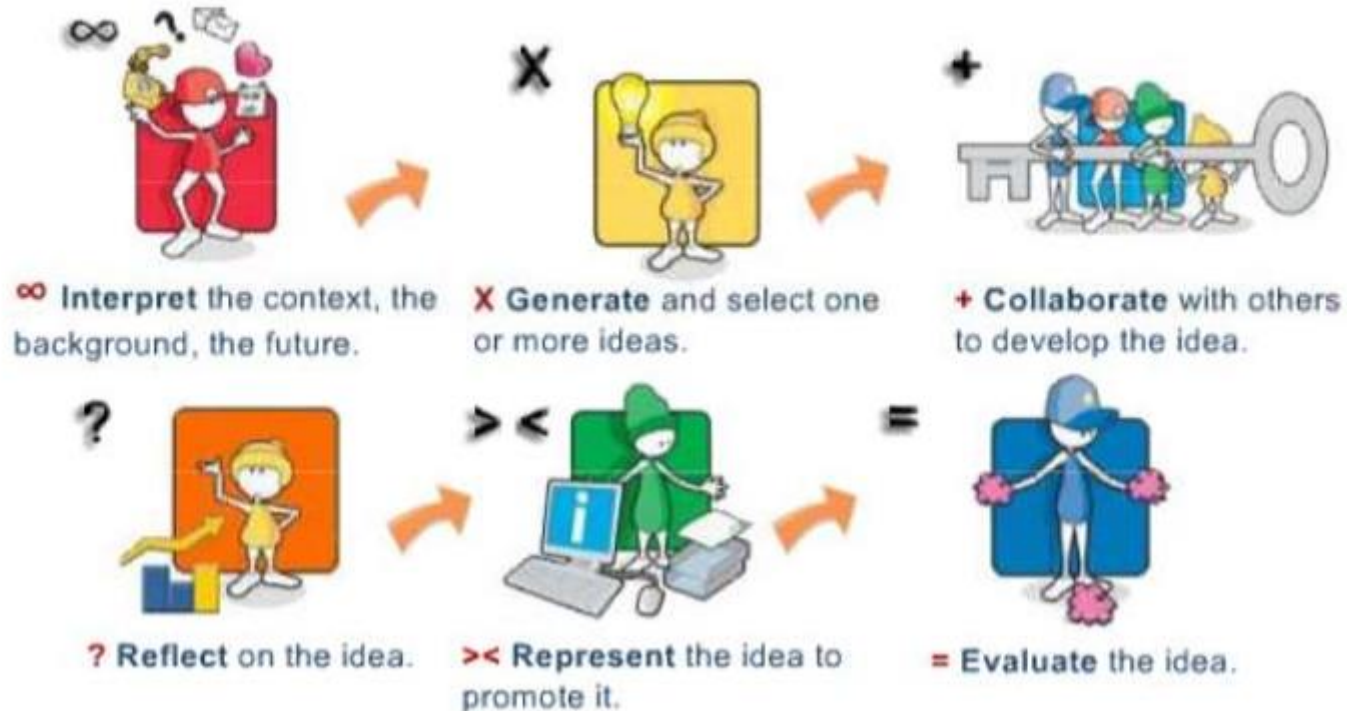 ∞ ?
X
+
∞ Interpret the context, the
background, the future.
X Generate and select one
or more ideas.
+ Collaborate with others
to develop the idea.
?
> <
=
i
? Reflect on the idea.
>< Represent the idea to
promote it.
= Evaluate the idea.